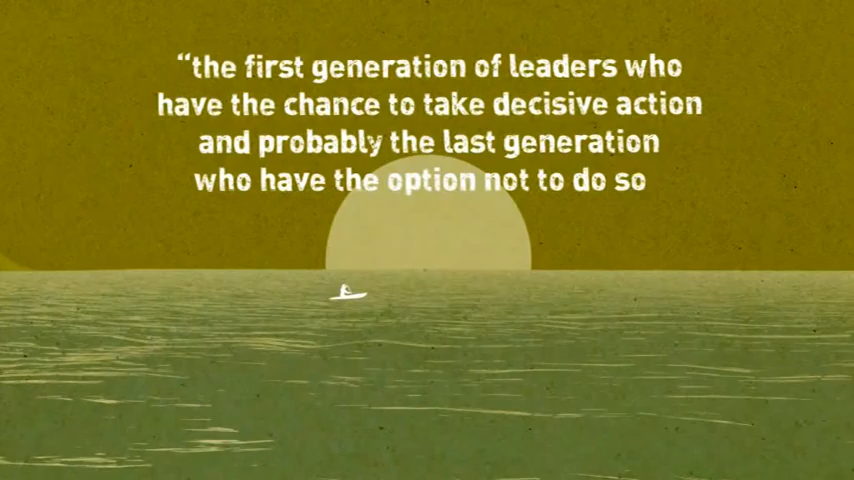 “the first generation of leaders who
have the chance to take decisive action
and probably the last generation
who have the option not to do so